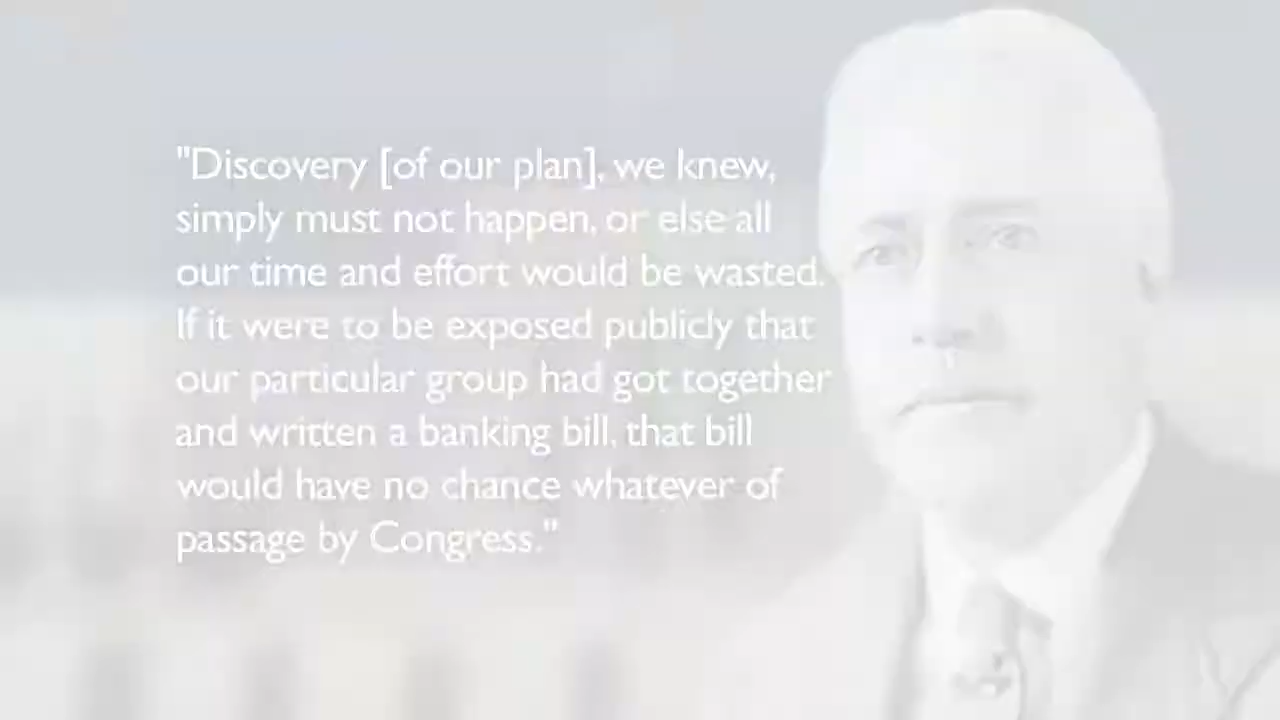 "Discovery [of our plan], we knew,
simply must not happen, or else all
our time and effort would be wasted.
If it were to be exposed publicly that
our particular group had got together
and written a banking bill, that bill
would have no chance whatever of
passage by Congress."